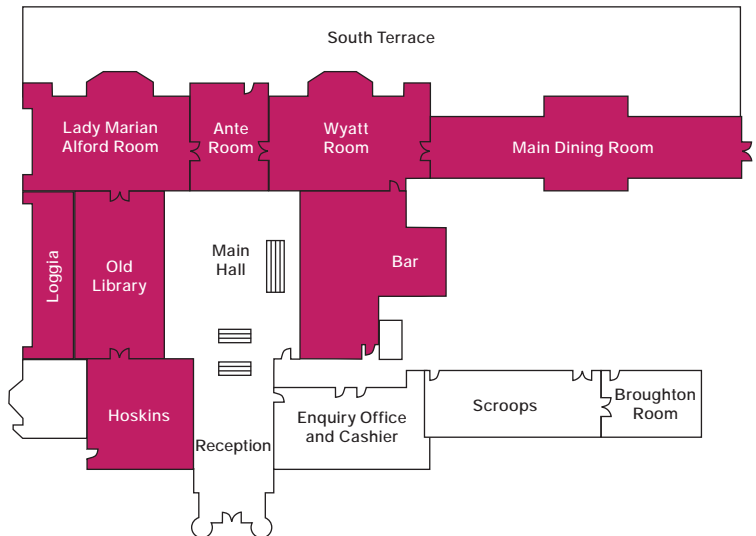 South Terrace
Lady Marian
Alford Room
Ante
Room
Wyatt
Room
Main Dining Room
Loggia
Old
Library
Main
Hall
Bar
Hoskins
Reception
Enquiry Office
and Cashier
Scroops
Broughton
Room